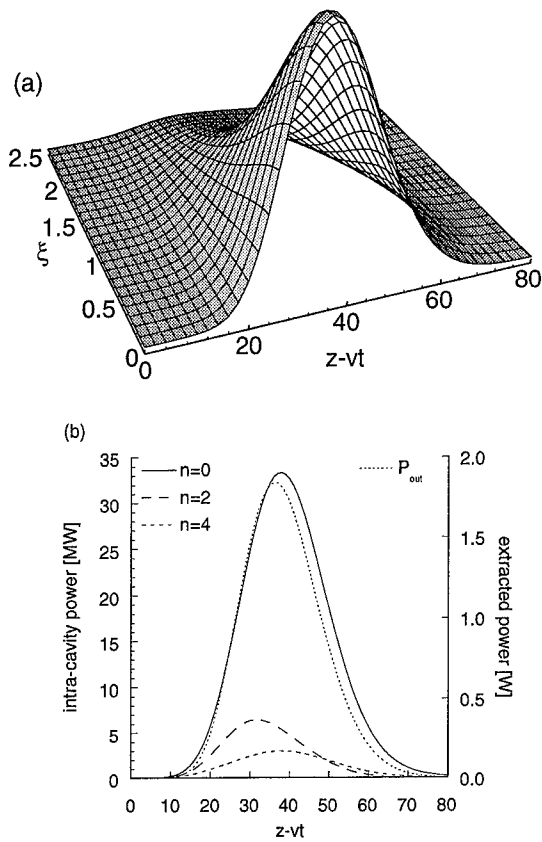 (a)
2.5
2
1.5
ξ
1
0.5
0
0
20
40
60
80
z-vt
(b)
35
30
25
20
15
10
5
0
intra-cavity power [MW]
n=0
n=2
n=4
P_out
2.0
1.5
1.0
0.5
0.0
extracted power [W]
0 10 20 30 40 50 60 70 80
z-vt